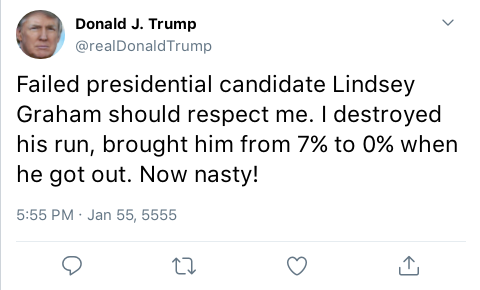 Donald J. Trump
@realDonaldTrump
Failed presidential candidate Lindsey
Graham should respect me. I destroyed
his run, brought him from 7% to 0% when
he got out. Now nasty!
5:55 PM · Jan 55, 5555